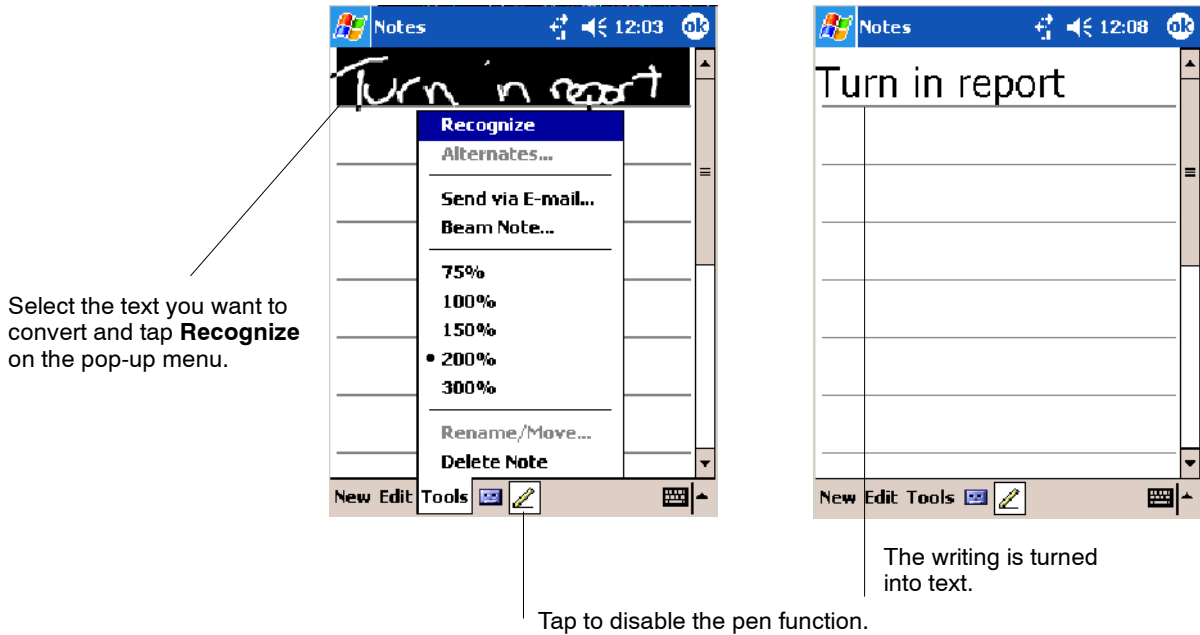 Notes 12:03 ok
Turn in report
Recognize
Alternates...
Send via E-mail...
Beam Note...
75%
100%
150%
200%
300%
Rename/Move...
Delete Note
New Edit Tools
Select the text you want to
convert and tap Recognize
on the pop-up menu.
Notes 12:08 ok
Turn in report
New Edit Tools
The writing is turned
into text.
Tap to disable the pen function.